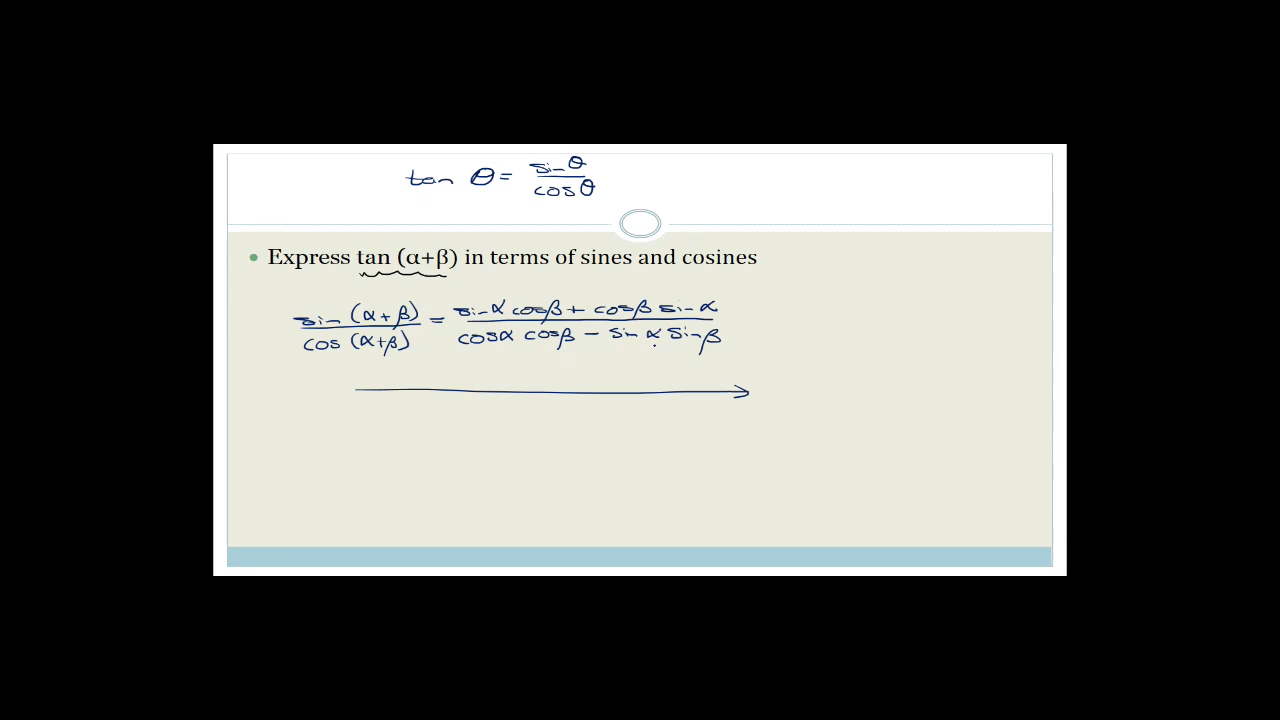 tan θ = sin θ / cos θ
• Express tan (α+β) in terms of sines and cosines
sin (α + β) / cos (α+β) = sin α cos β + cos β sin α / cos α cos β − sin α sin β